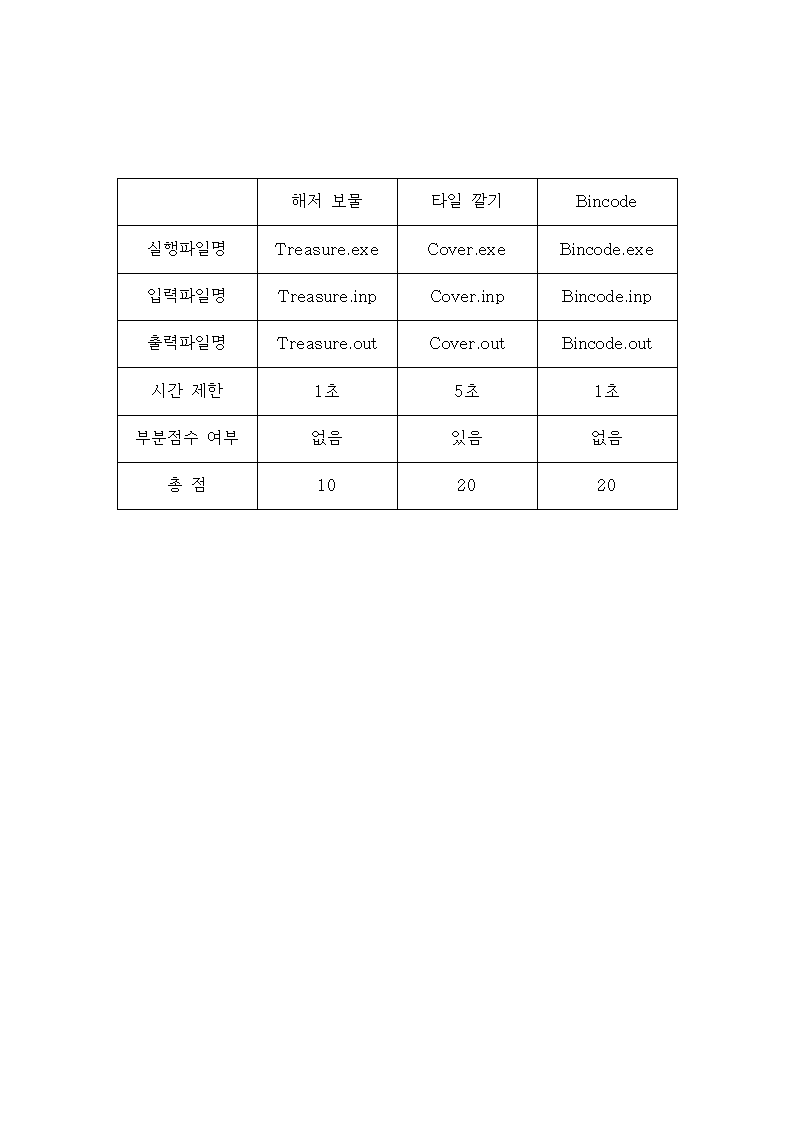 해저 보물 타일 깔기 Bincode
실행파일명 Treasure.exe Cover.exe Bincode.exe
입력파일명 Treasure.inp Cover.inp Bincode.inp
출력파일명 Treasure.out Cover.out Bincode.out
시간 제한 1초 5초 1초
부분점수 여부 없음 있음 없음
총 점 10 20 20